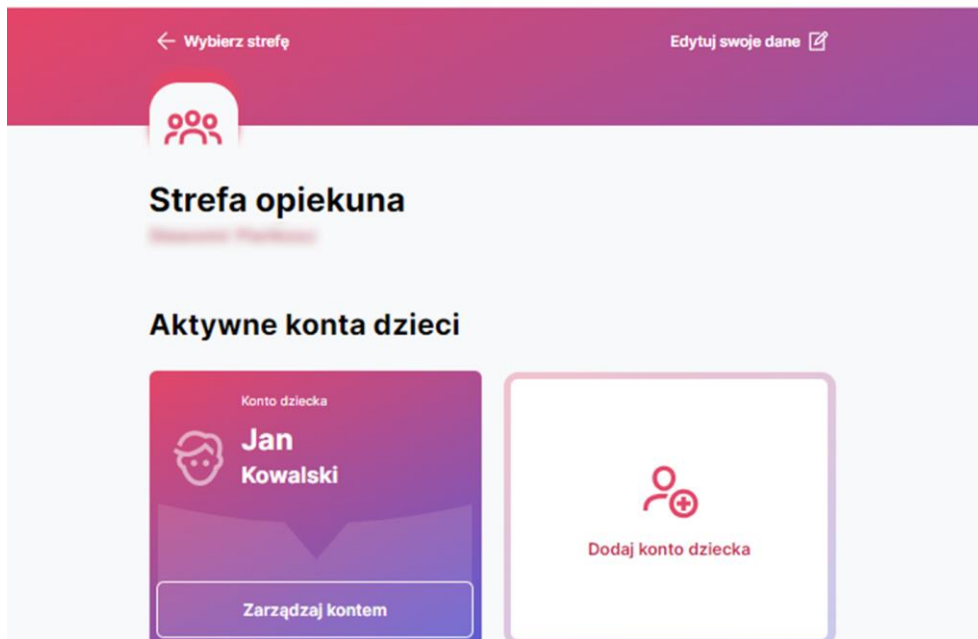 Wybierz strefę
Edytuj swoje dane
Strefa opiekuna
Aktywne konta dzieci
Konto dziecka
Jan
Kowalski
Zarządzaj kontem
Dodaj konto dziecka